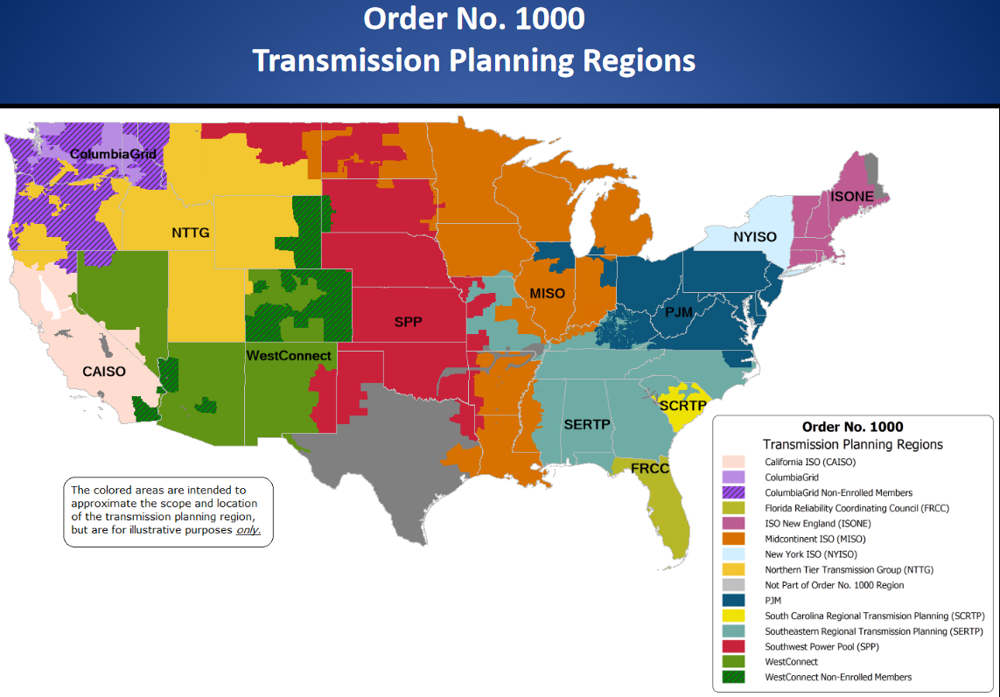 Order No. 1000
Transmission Planning Regions
ColumbiaGrid
ISONE
NTTG
NYISO
MISO
PJM
SPP
WestConnect
CAISO
SCRTP
SERTP
FRCC
Order No. 1000
Transmission Planning Regions
California ISO (CAISO)
ColumbiaGrid
ColumbiaGrid Non-Enrolled Members
Florida Reliability Coordinating Council (FRCC)
ISO New England (ISONE)
Midcontinent ISO (MISO)
New York ISO (NYISO)
Northern Tier Transmission Group (NTTG)
Not Part of Order No. 1000 Region
PJM
South Carolina Regional Transmision Planning (SCRTP)
Southeastern Regional Transmission Planning (SERTP)
Southwest Power Pool (SPP)
WestConnect
WestConnect Non-Enrolled Members
The colored areas are intended to
approximate the scope and location
of the transmission planning region,
but are for illustrative purposes only.